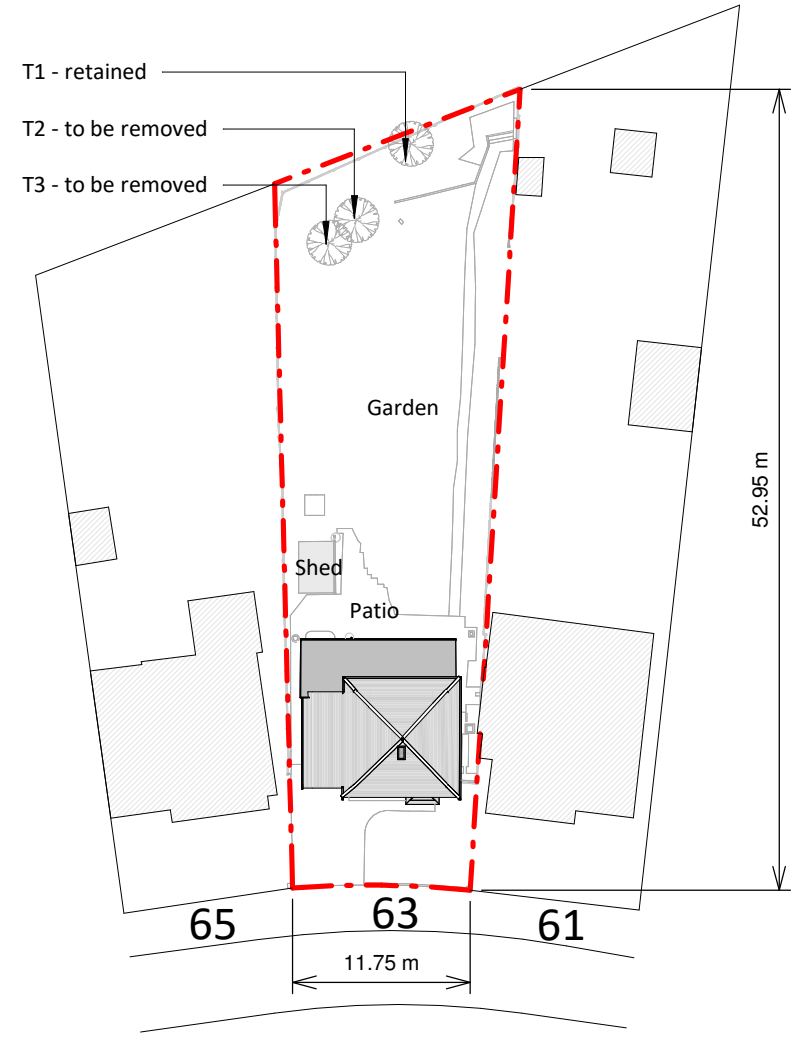 T1 - retained
T2 - to be removed
T3 - to be removed
Garden
52.95 m
Shed
Patio
65
63
61
11.75 m